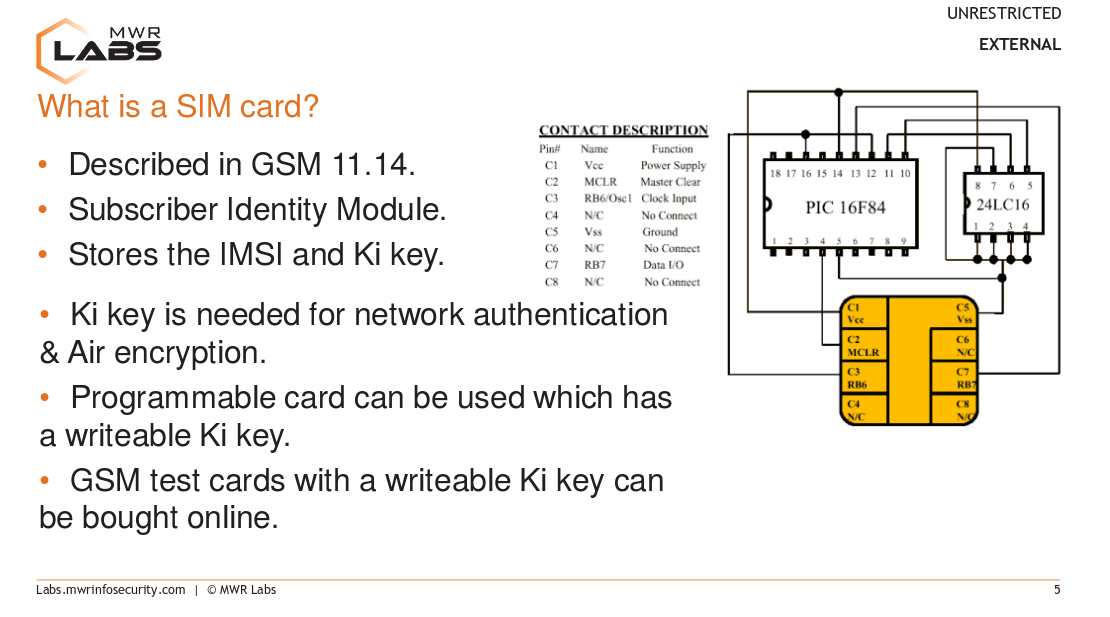 UNRESTRICTED
EXTERNAL
MWR
LABS
What is a SIM card?
• Described in GSM 11.14.
• Subscriber Identity Module.
• Stores the IMSI and Ki key.
• Ki key is needed for network authentication
& Air encryption.
• Programmable card can be used which has
a writeable Ki key.
• GSM test cards with a writeable Ki key can
be bought online.
CONTACT DESCRIPTION
Pin# Name Function
C1 Vcc Power Supply
C2 MCLR Master Clear
C3 RB6/Osc1 Clock Input
C4 N/C No Connect
C5 Vss Ground
C6 N/C No Connect
C7 RB7 Data I/O
C8 N/C No Connect
18 17 16 15 14 13 12 11 10
PIC 16F84
1 2 3 4 5 6 7 8 9
8 7 6 5
24LC16
1 2 3 4
C1 C5
Vcc Vss
C2 C6
MCLR N/C
C3 C7
RB6 RB7
C4 C8
N/C N/C
Labs.mwrinfosecurity.com | © MWR Labs
5